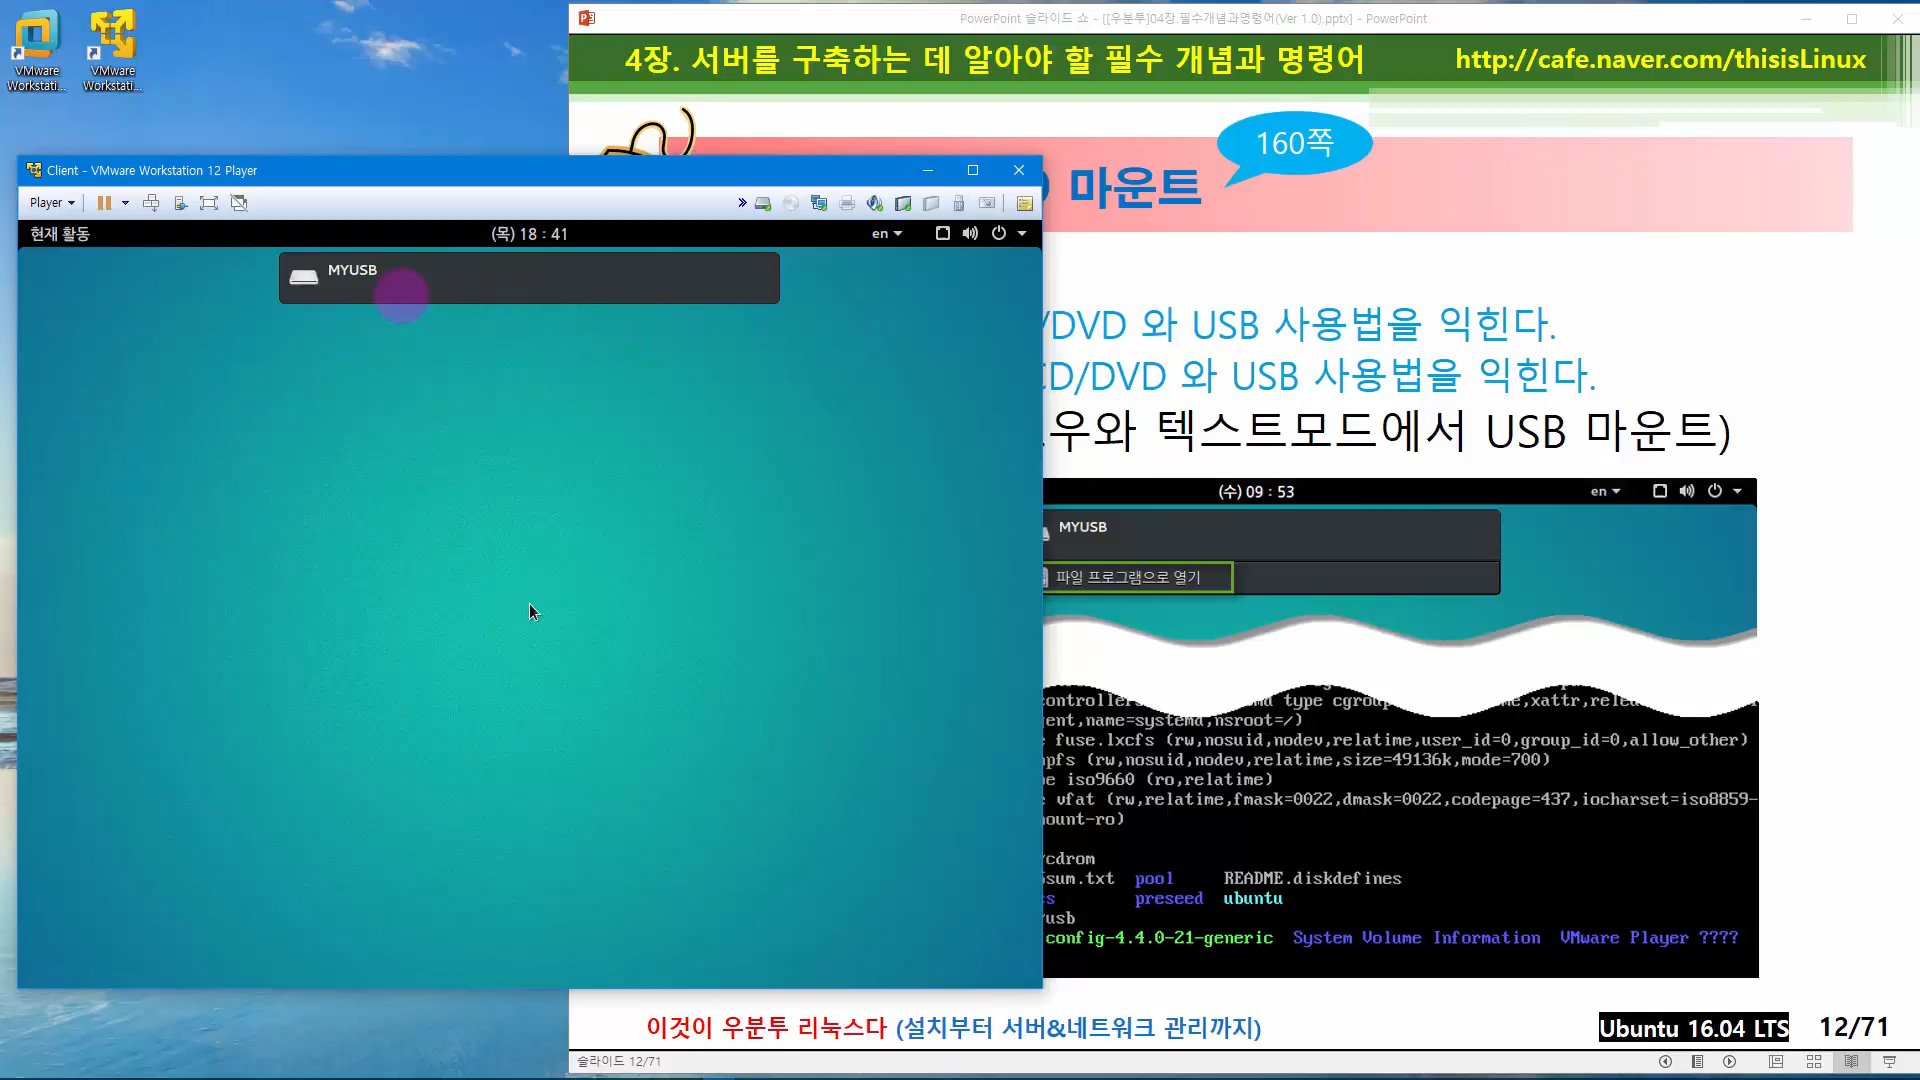 VMware
Workstati...
VMware
Workstati...
PowerPoint 슬라이드 쇼 - [[우분투]04장.필수개념과명령어(Ver 1.0).pptx] - PowerPoint
4장. 서버를 구축하는 데 알아야 할 필수 개념과 명령어
http://cafe.naver.com/thisisLinux
160쪽
마운트
Client - VMware Workstation 12 Player
Player
현재 활동
(목) 18 : 41
en
MYUSB
/DVD 와 USB 사용법을 익힌다.
CD/DVD 와 USB 사용법을 익힌다.
우와 텍스트모드에서 USB 마운트)
(수) 09 : 53
en
MYUSB
파일 프로그램으로 열기
gent,name=systemd,nsroot=/)
fuse.lxcfs (rw,nosuid,nodev,relatime,user_id=0,group_id=0,allow_other)
mpfs (rw,nosuid,nodev,relatime,size=49136k,mode=700)
pe iso9660 (ro,relatime)
vfat (rw,relatime,fmask=0022,dmask=0022,codepage=437,iocharset=iso8859-
ount-ro)
/cdrom
5sum.txt pool README.diskdefines
cs preseed ubuntu
/usb
config-4.4.0-21-generic System Volume Information VMware Player ????
이것이 우분투 리눅스다 (설치부터 서버&네트워크 관리까지)
Ubuntu 16.04 LTS
12/71
슬라이드 12/71